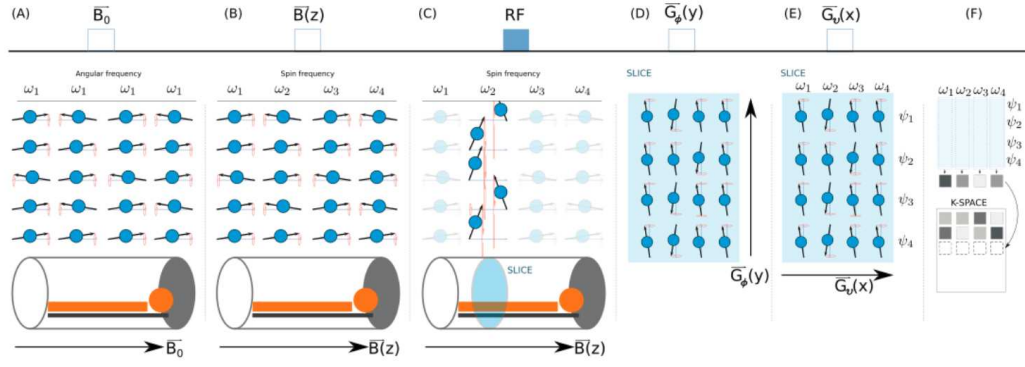 (A) B₀ (B) B(z) (C) RF (D) G_ϕ(y) (E) G_υ(x) (F)
Angular frequency Spin frequency Spin frequency SLICE SLICE
ω₁ ω₁ ω₁ ω₁ ω₁ ω₂ ω₃ ω₄ ω₁ ω₂ ω₃ ω₄ ω₁ ω₂ ω₃ ω₄ ω₁ ω₂ ω₃ ω₄
ψ₁ ψ₁
ψ₂ ψ₂
ψ₃ ψ₃
ψ₄ ψ₄
K-SPACE
SLICE
G_ϕ(y) G_υ(x)
B₀ B(z) B(z)